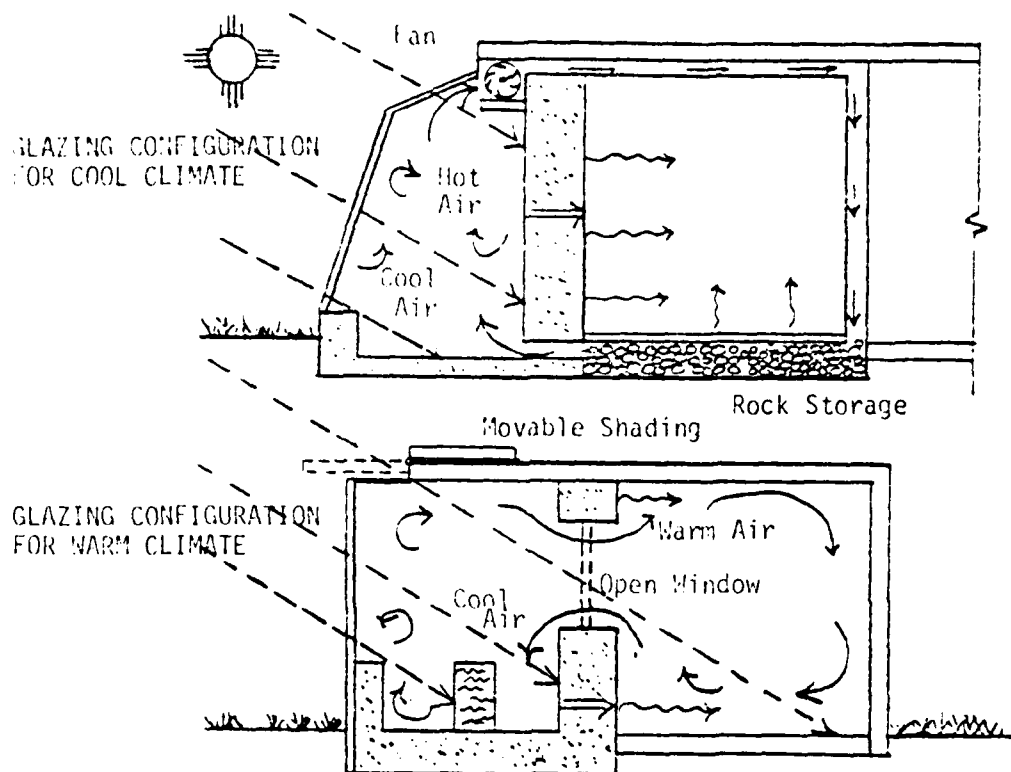 Fan
GLAZING CONFIGURATION
FOR COOL CLIMATE
Hot
Air
Cool
Air
Rock Storage
Movable Shading
GLAZING CONFIGURATION
FOR WARM CLIMATE
Warm Air
Open Window
Cool
Air